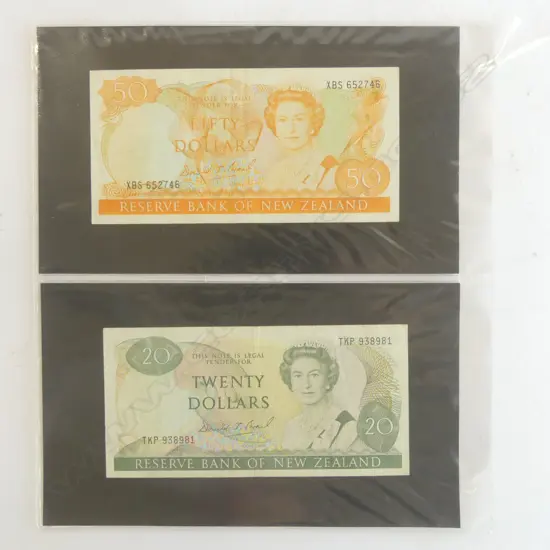 50
XBS 652746
THIS NOTE IS LEGAL
TENDER FOR
FIFTY
DOLLARS
XBS 652746
50
RESERVE BANK OF NEW ZEALAND
20
TKP 938981
THIS NOTE IS LEGAL
TENDER FOR
TWENTY
DOLLARS
TKP 938981
20
RESERVE BANK OF NEW ZEALAND